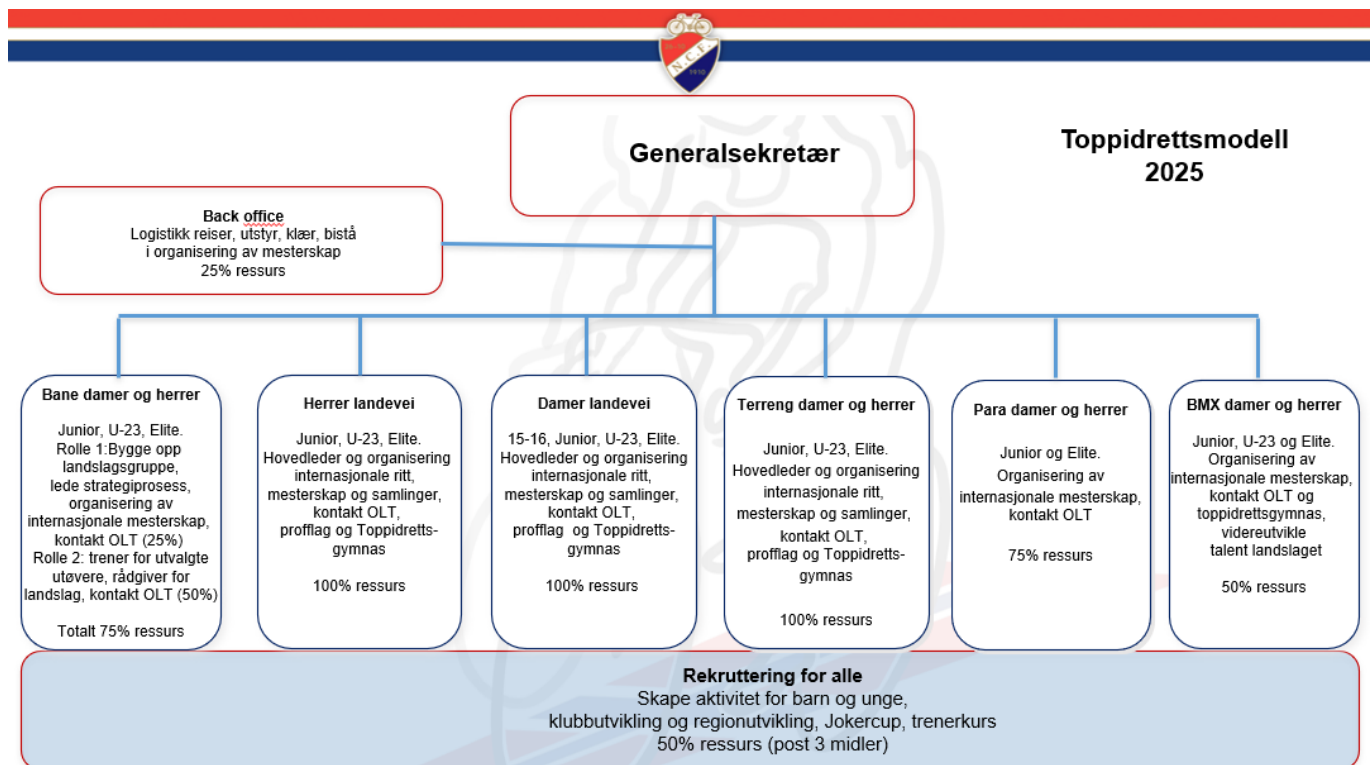 N.C.F.
1910
Generalsekretær
Toppidrettsmodell
2025
Back office
Logistikk reiser, utstyr, klær, bistå
i organisering av mesterskap
25% ressurs
Bane damer og herrer
Junior, U-23, Elite.
Rolle 1:Bygge opp
landslagsgruppe,
lede strategiprosess,
organisering av
internasjonale mesterskap,
kontakt OLT (25%)
Rolle 2: trener for utvalgte
utøvere, rådgiver for
landslag, kontakt OLT (50%)
Totalt 75% ressurs
Herrer landevei
Junior, U-23, Elite.
Hovedleder og organisering
internasjonale ritt,
mesterskap og samlinger,
kontakt OLT,
profflag og Toppidretts-
gymnas
100% ressurs
Damer landevei
15-16, Junior, U-23, Elite.
Hovedleder og organisering
internasjonale ritt,
mesterskap og samlinger,
kontakt OLT,
profflag og Toppidretts-
gymnas
100% ressurs
Terreng damer og herrer
Junior, U-23, Elite.
Hovedleder og organisering
internasjonale ritt,
mesterskap og samlinger,
kontakt OLT,
profflag og Toppidretts-
gymnas
100% ressurs
Para damer og herrer
Junior og Elite.
Organisering av
internasjonale mesterskap,
kontakt OLT
75% ressurs
BMX damer og herrer
Junior, U-23 og Elite.
Organisering av
internasjonale mesterskap,
kontakt OLT og
toppidrettsgymnas,
videreutvikle
talent landslaget
50% ressurs
Rekruttering for alle
Skape aktivitet for barn og unge,
klubbutvikling og regionutvikling, Jokercup, trenerkurs
50% ressurs (post 3 midler)